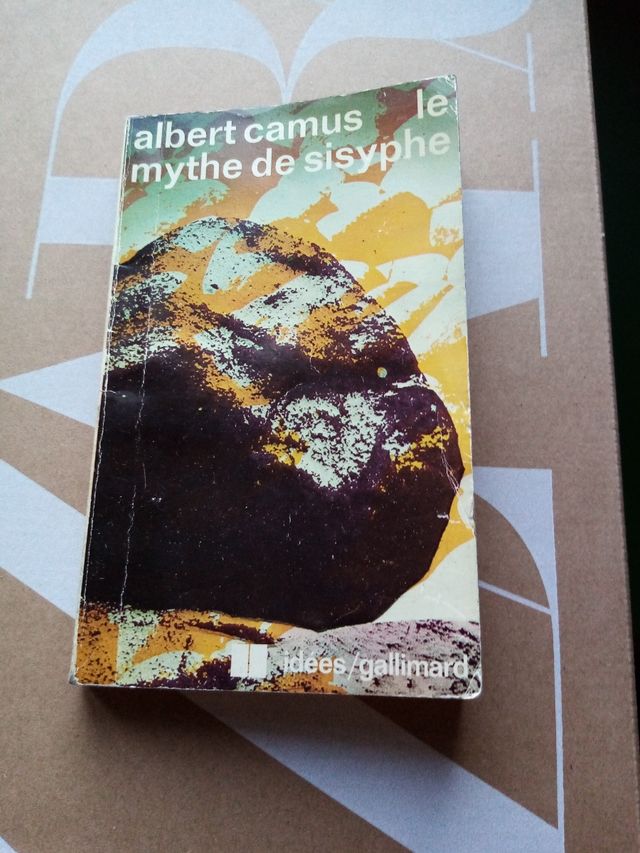 albert camus le
mythe de sisyphe
idées/gallimard